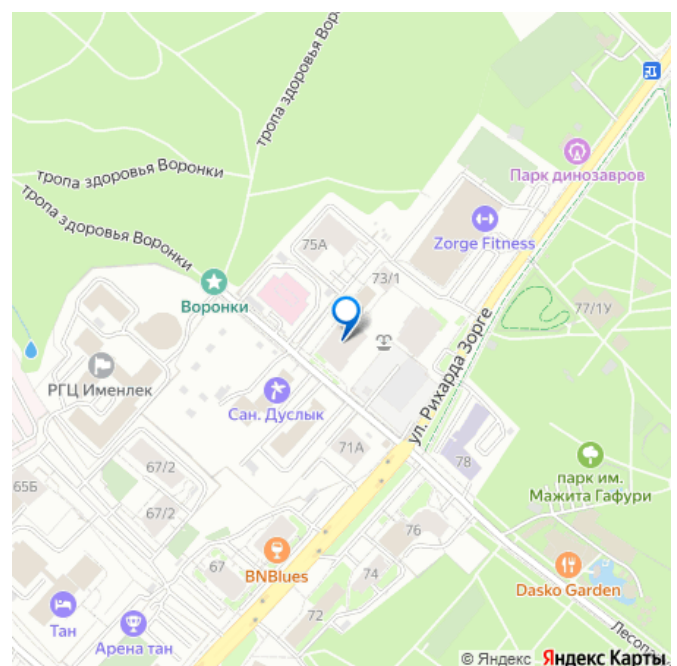 тропа здоровья Воронки
Парк динозавров
тропа здоровья Воронки
тропа здоровья Воронки
Zorge Fitness
75А
73/1
Воронки
77/1У
ул. Рихарда Зорге
РГЦ Именлек
Сан. Дуслык
71А
78
парк им.
Мажита Гафури
67/2
65Б
67/2
76
BNBlues
67
74
Dasko Garden
72
Тан
Арена тан
© Яндекс Яндекс Карты